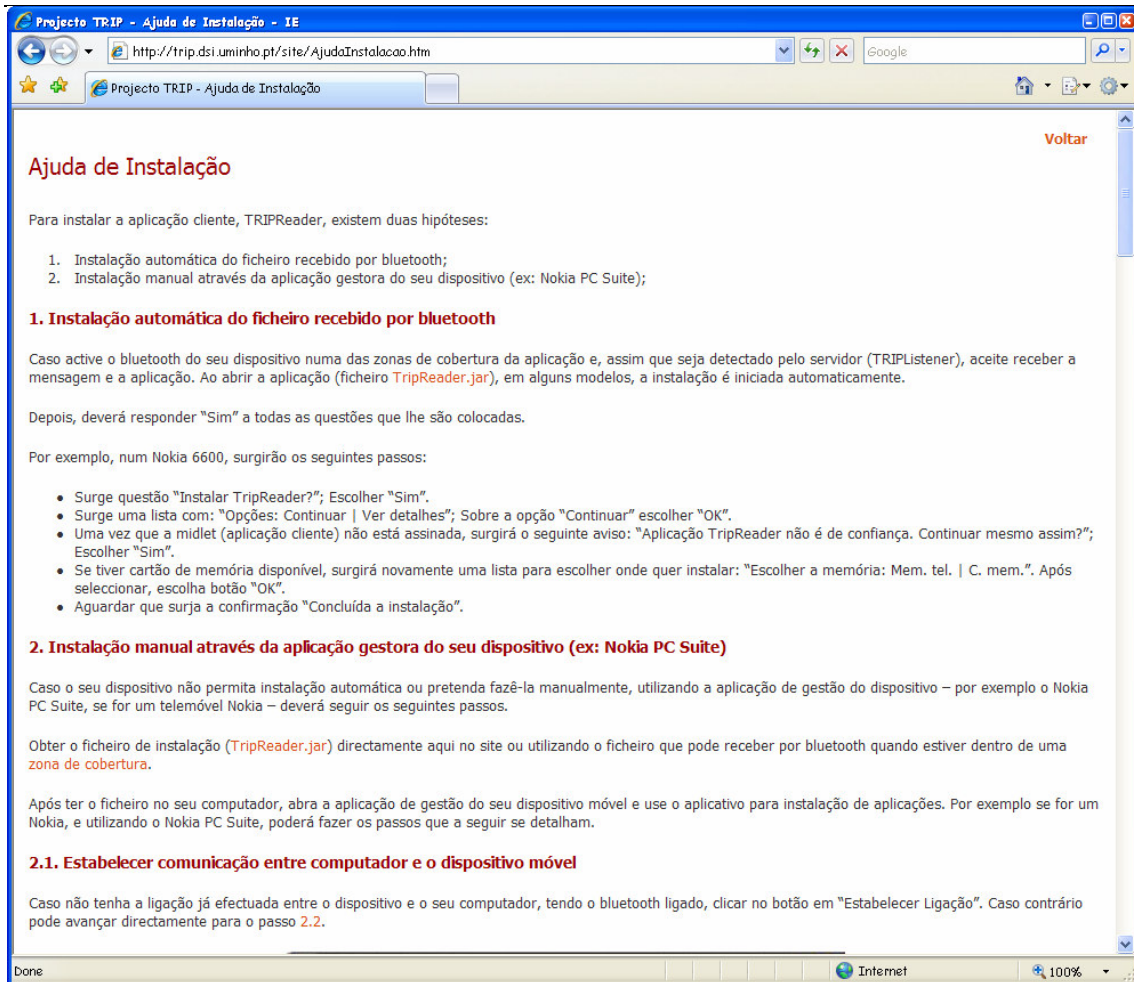 Projecto TRIP - Ajuda de Instalação - IE
http://trip.dsi.uminho.pt/site/AjudaInstalacao.htm
Google
Projecto TRIP - Ajuda de Instalação
Voltar
Ajuda de Instalação
Para instalar a aplicação cliente, TRIPReader, existem duas hipóteses:
1. Instalação automática do ficheiro recebido por bluetooth;
2. Instalação manual através da aplicação gestora do seu dispositivo (ex: Nokia PC Suite);
1. Instalação automática do ficheiro recebido por bluetooth
Caso active o bluetooth do seu dispositivo numa das zonas de cobertura da aplicação e, assim que seja detectado pelo servidor (TRIPListener), aceite receber a
mensagem e a aplicação. Ao abrir a aplicação (ficheiro TripReader.jar), em alguns modelos, a instalação é iniciada automaticamente.
Depois, deverá responder “Sim” a todas as questões que lhe são colocadas.
Por exemplo, num Nokia 6600, surgirão os seguintes passos:
• Surge questão “Instalar TripReader?”; Escolher “Sim”.
• Surge uma lista com: “Opções: Continuar | Ver detalhes”; Sobre a opção “Continuar” escolher “OK”.
• Uma vez que a midlet (aplicação cliente) não está assinada, surgirá o seguinte aviso: “Aplicação TripReader não é de confiança. Continuar mesmo assim?”;
Escolher “Sim”.
• Se tiver cartão de memória disponível, surgirá novamente uma lista para escolher onde quer instalar: “Escolher a memória: Mem. tel. | C. mem.”. Após
seleccionar, escolha botão “OK”.
• Aguardar que surja a confirmação “Concluída a instalação”.
2. Instalação manual através da aplicação gestora do seu dispositivo (ex: Nokia PC Suite)
Caso o seu dispositivo não permita instalação automática ou pretenda fazê-la manualmente, utilizando a aplicação de gestão do dispositivo – por exemplo o Nokia
PC Suite, se for um telemóvel Nokia – deverá seguir os seguintes passos.
Obter o ficheiro de instalação (TripReader.jar) directamente aqui no site ou utilizando o ficheiro que pode receber por bluetooth quando estiver dentro de uma
zona de cobertura.
Após ter o ficheiro no seu computador, abra a aplicação de gestão do seu dispositivo móvel e use o aplicativo para instalação de aplicações. Por exemplo se for um
Nokia, e utilizando o Nokia PC Suite, poderá fazer os passos que a seguir se detalham.
2.1. Estabelecer comunicação entre computador e o dispositivo móvel
Caso não tenha a ligação já efectuada entre o dispositivo e o seu computador, tendo o bluetooth ligado, clicar no botão em “Estabelecer Ligação”. Caso contrário
pode avançar directamente para o passo 2.2.
Done
Internet
100%